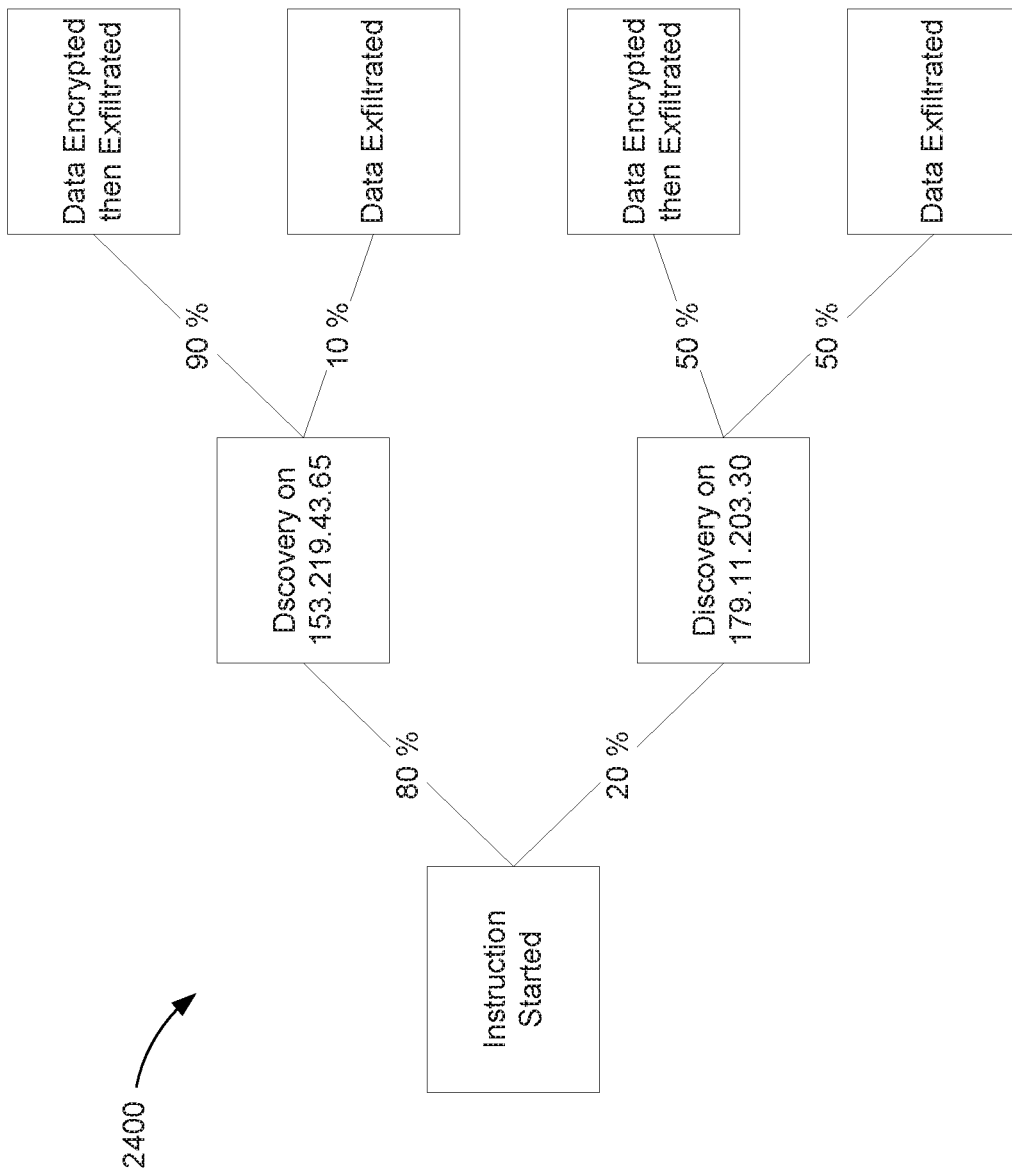 2400
Instruction
Started
80 %
20 %
Dscovery on
153.219.43.65
Discovery on
179.11.203.30
90 %
10 %
50 %
50 %
Data Encrypted
then Exfiltrated
Data Exfiltrated
Data Encrypted
then Exfiltrated
Data Exfiltrated